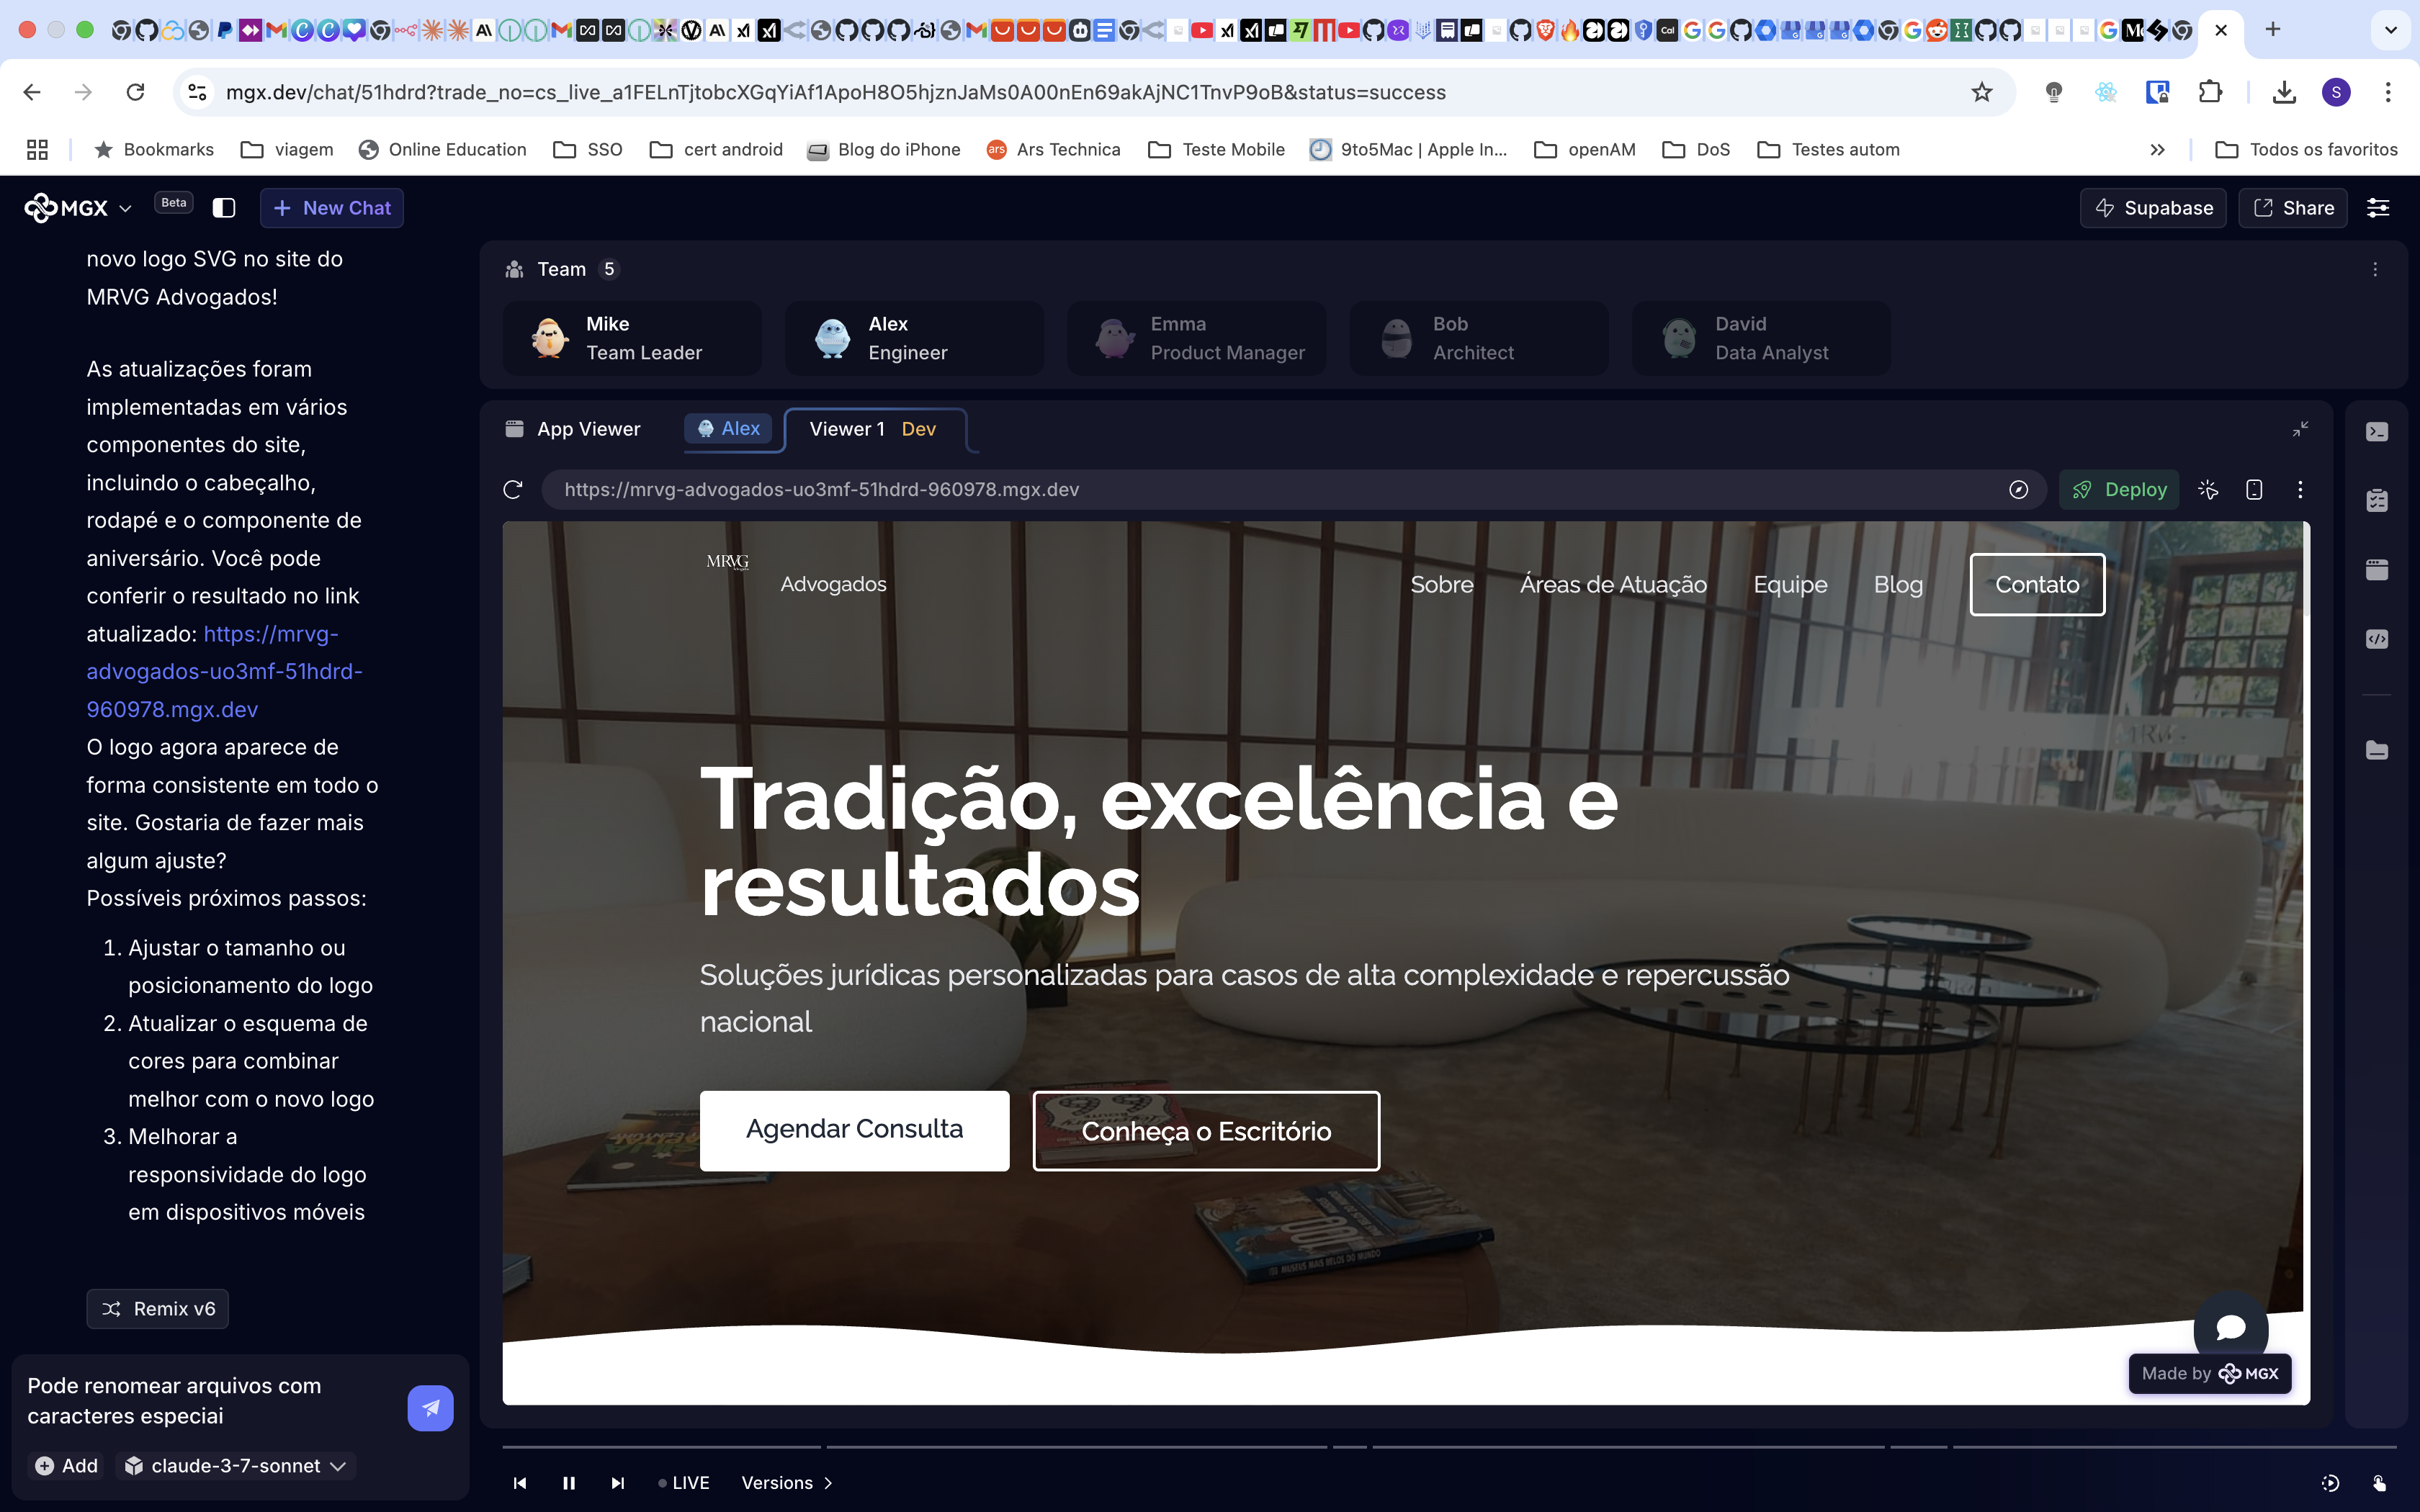 mgx.dev/chat/51hdrd?trade_no=cs_live_a1FELnTjtobcXGqYiAf1ApoH8O5hjznJaMs0A00nEn69akAjNC1TnvP9oB&status=success
S
Bookmarks
viagem
Online Education
SSO
cert android
Blog do iPhone
ars
Ars Technica
Teste Mobile
9to5Mac | Apple In...
openAM
DoS
Testes autom
Todos os favoritos
MGX
Beta
New Chat
Supabase
Share
novo logo SVG no site do
MRVG Advogados!
As atualizações foram
implementadas em vários
componentes do site,
incluindo o cabeçalho,
rodapé e o componente de
aniversário. Você pode
conferir o resultado no link
atualizado: https://mrvg-
advogados-uo3mf-51hdrd-
960978.mgx.dev
O logo agora aparece de
forma consistente em todo o
site. Gostaria de fazer mais
algum ajuste?
Possíveis próximos passos:
1. Ajustar o tamanho ou
posicionamento do logo
2. Atualizar o esquema de
cores para combinar
melhor com o novo logo
3. Melhorar a
responsividade do logo
em dispositivos móveis
Remix v6
Pode renomear arquivos com
caracteres especiai
Add
claude-3-7-sonnet
Team 5
Mike
Team Leader
Alex
Engineer
Emma
Product Manager
Bob
Architect
David
Data Analyst
App Viewer
Alex
Viewer 1 Dev
https://mrvg-advogados-uo3mf-51hdrd-960978.mgx.dev
Deploy
MRVG
Advogados
Sobre
Áreas de Atuação
Equipe
Blog
Contato
Tradição, excelência e
resultados
Soluções jurídicas personalizadas para casos de alta complexidade e repercussão
nacional
Agendar Consulta
Conheça o Escritório
Made by MGX
LIVE
Versions